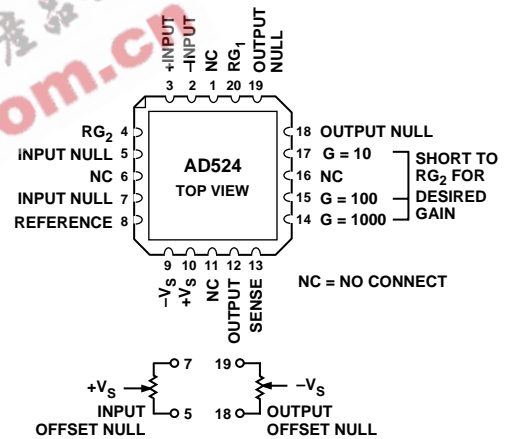 +INPUT
–INPUT
NC
RG1
OUTPUT NULL
3 2 1 20 19
RG2 4
INPUT NULL 5
NC 6
INPUT NULL 7
REFERENCE 8
AD524
TOP VIEW
18 OUTPUT NULL
17 G = 10
16 NC
15 G = 100
14 G = 1000
SHORT TO
RG2 FOR
DESIRED
GAIN
9 10 11 12 13
–VS
+VS
NC
OUTPUT
SENSE
NC = NO CONNECT
+VS
7
5
INPUT
OFFSET NULL
19
18
–VS
OUTPUT
OFFSET NULL
om.cn